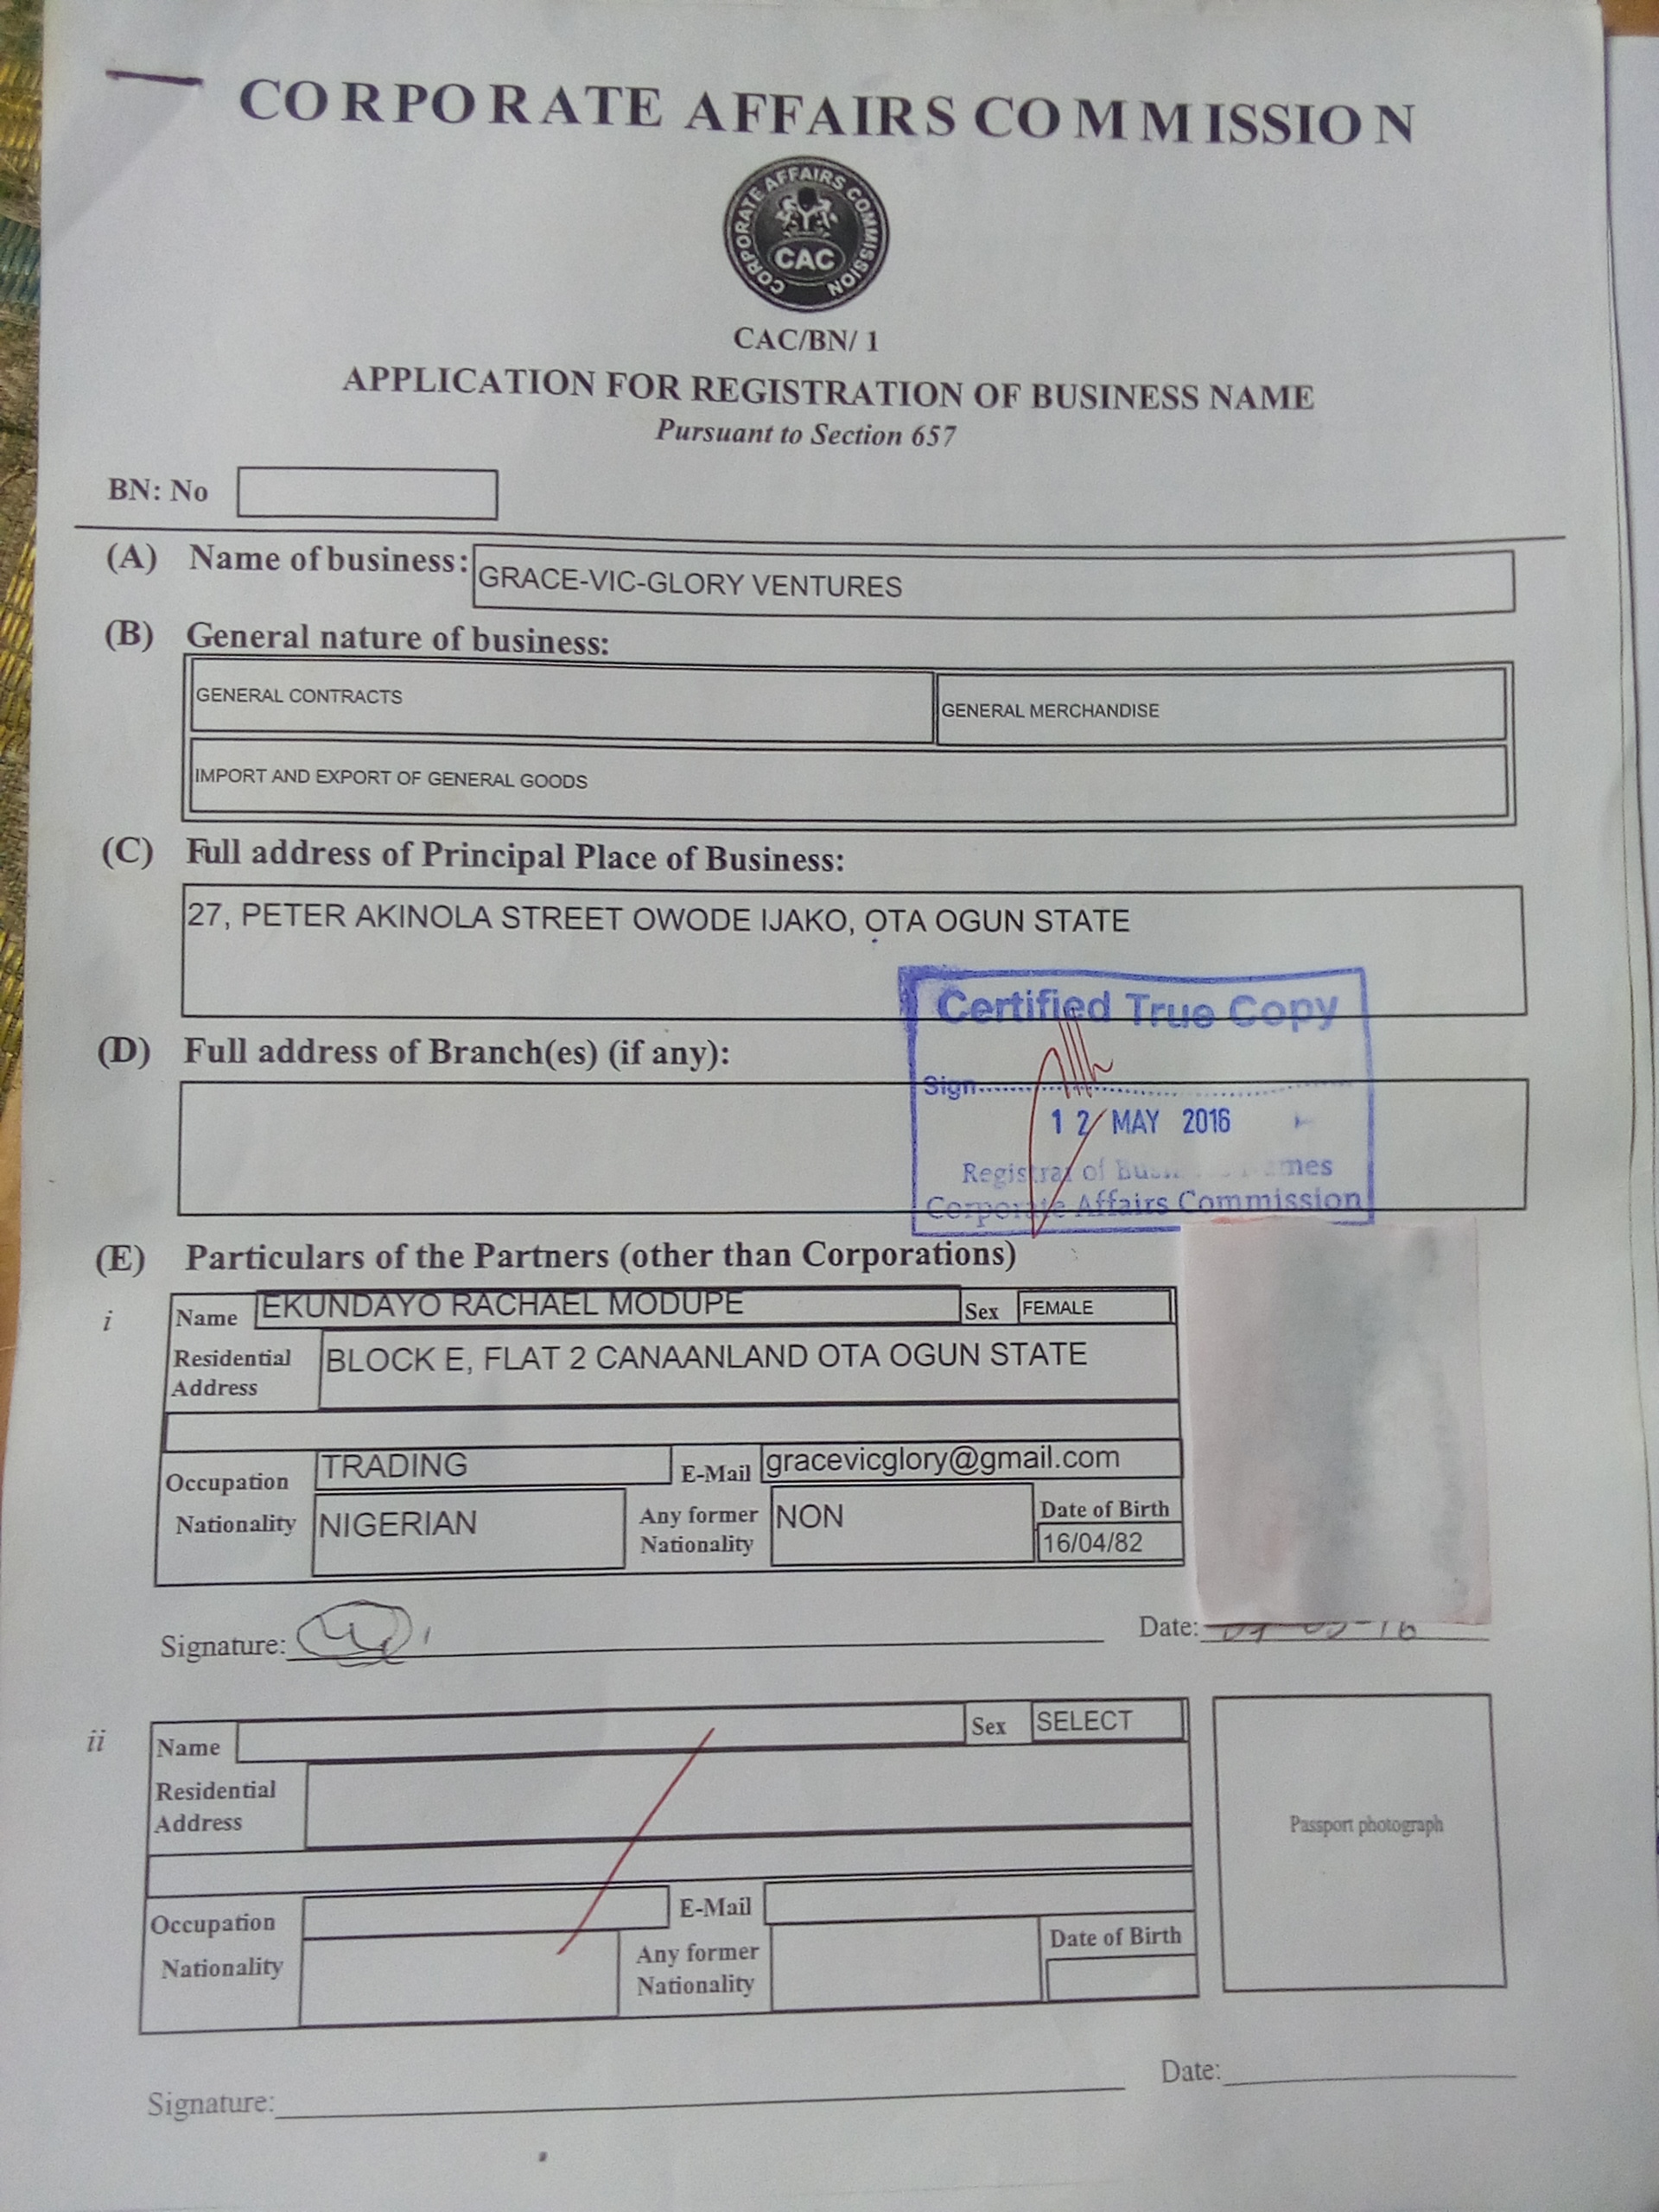 CORPORATE AFFAIRS COMMISSION
CORPORATE AFFAIRS COMMISSION
CAC
CAC/BN/ 1
APPLICATION FOR REGISTRATION OF BUSINESS NAME
Pursuant to Section 657
BN: No
(A) Name of business: GRACE-VIC-GLORY VENTURES
(B) General nature of business:
GENERAL CONTRACTS GENERAL MERCHANDISE
IMPORT AND EXPORT OF GENERAL GOODS
(C) Full address of Principal Place of Business:
27, PETER AKINOLA STREET OWODE IJAKO, OTA OGUN STATE
Certified True Copy
(D) Full address of Branch(es) (if any):
Sign
12 MAY 2016
Registrar of
Corporate Affairs Commission
(E) Particulars of the Partners (other than Corporations)
i Name EKUNDAYO RACHAEL MODUPE Sex FEMALE
Residential Address BLOCK E, FLAT 2 CANAANLAND OTA OGUN STATE
Occupation TRADING E-Mail gracevicglory@gmail.com
Nationality NIGERIAN Any former Nationality NON Date of Birth 16/04/82
Signature: Date:
ii Name Sex SELECT
Residential Address
Passport photograph
Occupation E-Mail
Nationality Any former Nationality Date of Birth
Signature: Date: